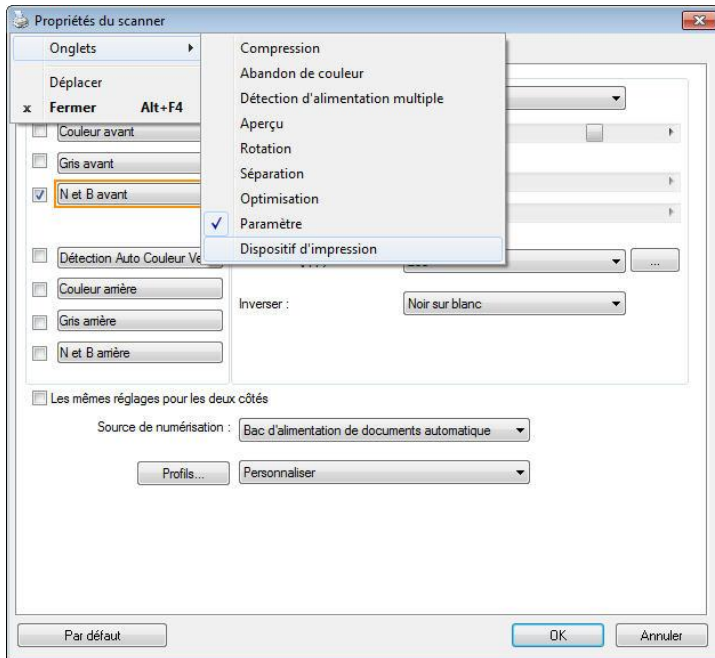 Propriétés du scanner
Onglets
Déplacer
x Fermer Alt+F4
Compression
Abandon de couleur
Détection d'alimentation multiple
Aperçu
Rotation
Séparation
Optimisation
Paramètre
Dispositif d'impression
Couleur avant
Gris avant
N et B avant
Détection Auto Couleur
...
Couleur arrière
Inverser : Noir sur blanc
Gris arrière
N et B arrière
Les mêmes réglages pour les deux côtés
Source de numérisation : Bac d'alimentation de documents automatique
Profils... Personnaliser
Par défaut OK Annuler